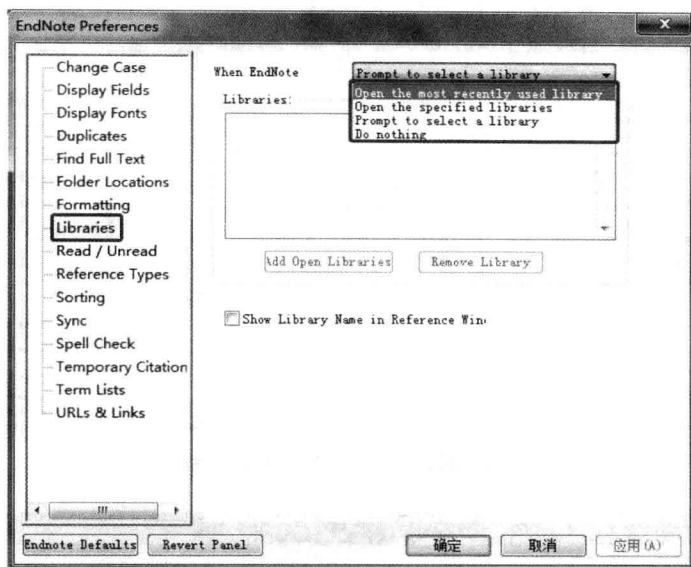 EndNote Preferences
Change Case
Display Fields
Display Fonts
Duplicates
Find Full Text
Folder Locations
Formatting
Libraries
Read / Unread
Reference Types
Sorting
Sync
Spell Check
Temporary Citation
Term Lists
URLs & Links
When EndNote
Prompt to select a library
Libraries:
Open the most recently used library
Open the specified libraries
Prompt to select a library
Do nothing
Add Open Libraries
Remove Library
Show Library Name in Reference Win
Endnote Defaults
Revert Panel
确定
取消
应用(A)